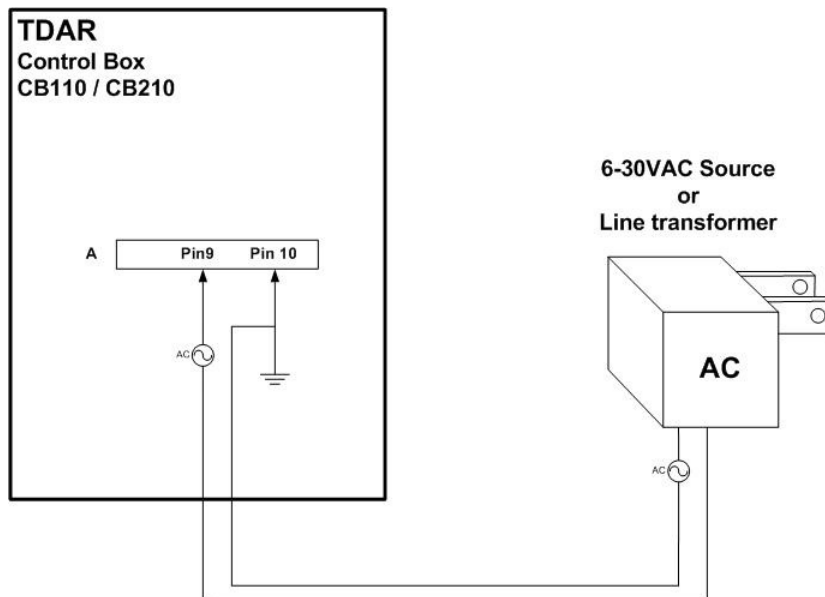 TDAR
Control Box
CB110 / CB210
6-30VAC Source
or
Line transformer
A
Pin9 Pin 10
AC
AC
AC